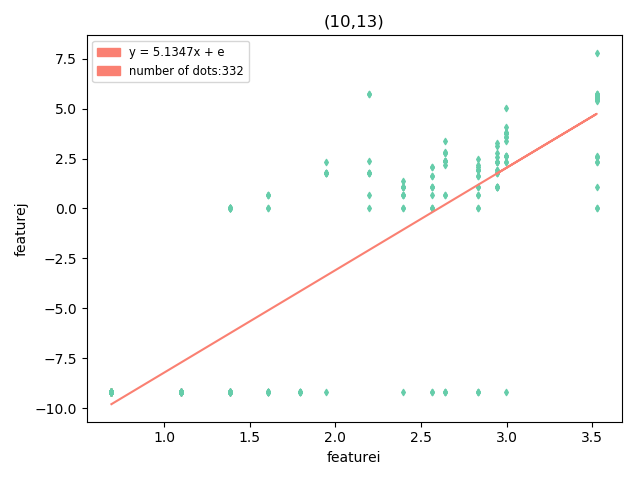 (10,13)
y = 5.1347x + e
number of dots:332
7.5
5.0
2.5
0.0
−2.5
−5.0
−7.5
−10.0
featurej
1.0 1.5 2.0 2.5 3.0 3.5
featurei